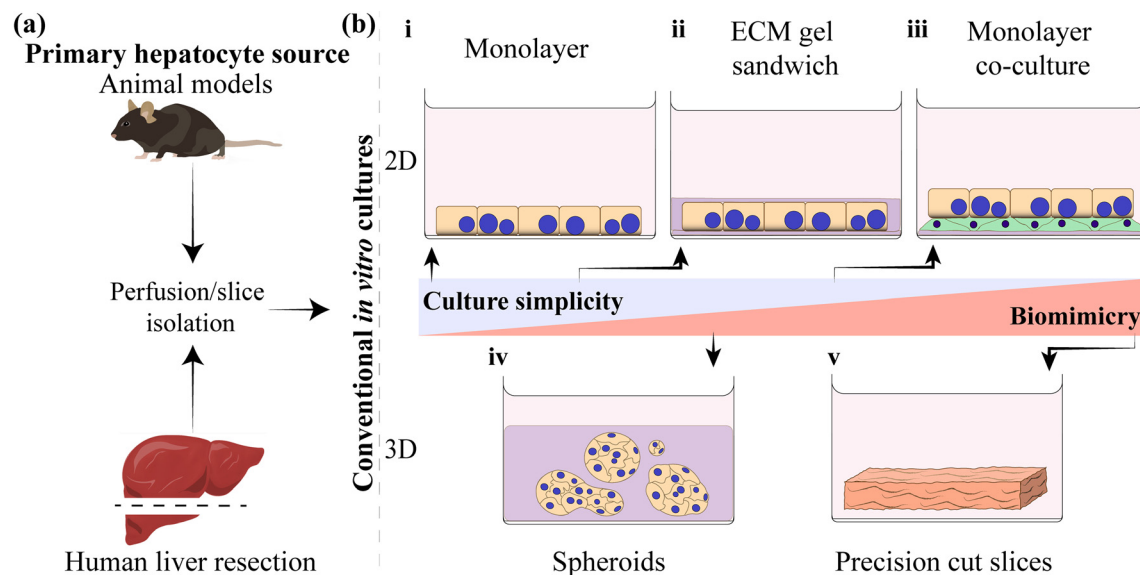 (a)
Primary hepatocyte source
Animal models
Perfusion/slice
isolation
Human liver resection
(b)
Conventional in vitro cultures
i
Monolayer
ii
ECM gel
sandwich
iii
Monolayer
co-culture
2D
Culture simplicity
Biomimicry
iv
v
3D
Spheroids
Precision cut slices